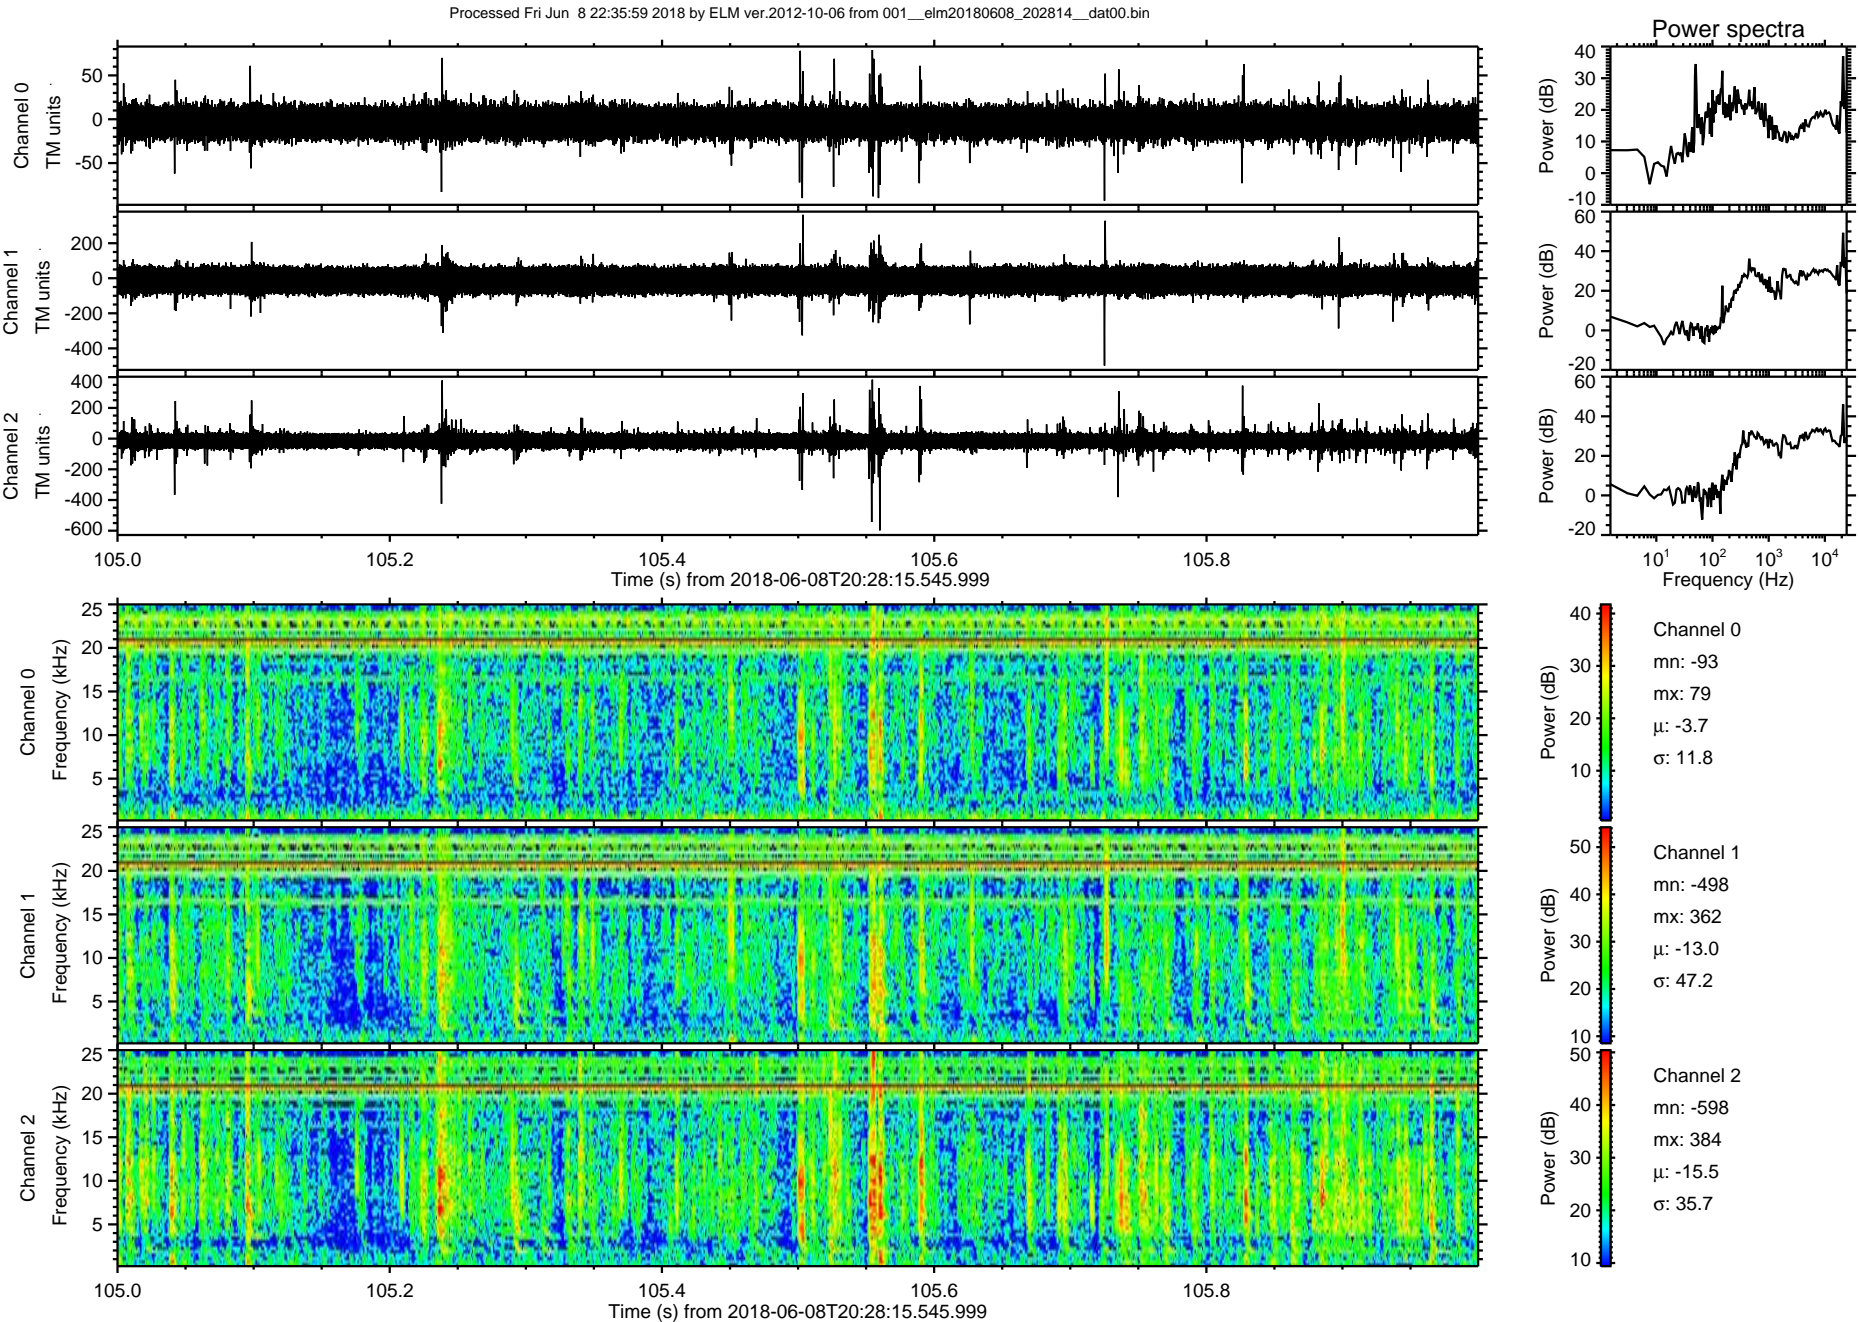 Processed Fri Jun  8 22:35:59 2018 by ELM ver.2012-10-06 from 001__elm20180608_202814__dat00.bin
Power spectra
Channel 0
TM units
50
0
-50
Power (dB)
40
30
20
10
0
-10
Channel 1
TM units
200
0
-200
-400
Power (dB)
60
40
20
0
-20
Channel 2
TM units
400
200
0
-200
-400
-600
Power (dB)
60
40
20
0
-20
105.0 105.2 105.4 105.6 105.8
Time (s) from 2018-06-08T20:28:15.545.999
10^1 10^2 10^3 10^4
Frequency (Hz)
Channel 0
Frequency (kHz)
25
20
15
10
5
Power (dB)
40
30
20
10
Channel 0
mn: -93
mx: 79
μ: -3.7
σ: 11.8
Channel 1
Frequency (kHz)
25
20
15
10
5
Power (dB)
50
40
30
20
10
Channel 1
mn: -498
mx: 362
μ: -13.0
σ: 47.2
Channel 2
Frequency (kHz)
25
20
15
10
5
Power (dB)
50
40
30
20
10
Channel 2
mn: -598
mx: 384
μ: -15.5
σ: 35.7
105.0 105.2 105.4 105.6 105.8
Time (s) from 2018-06-08T20:28:15.545.999